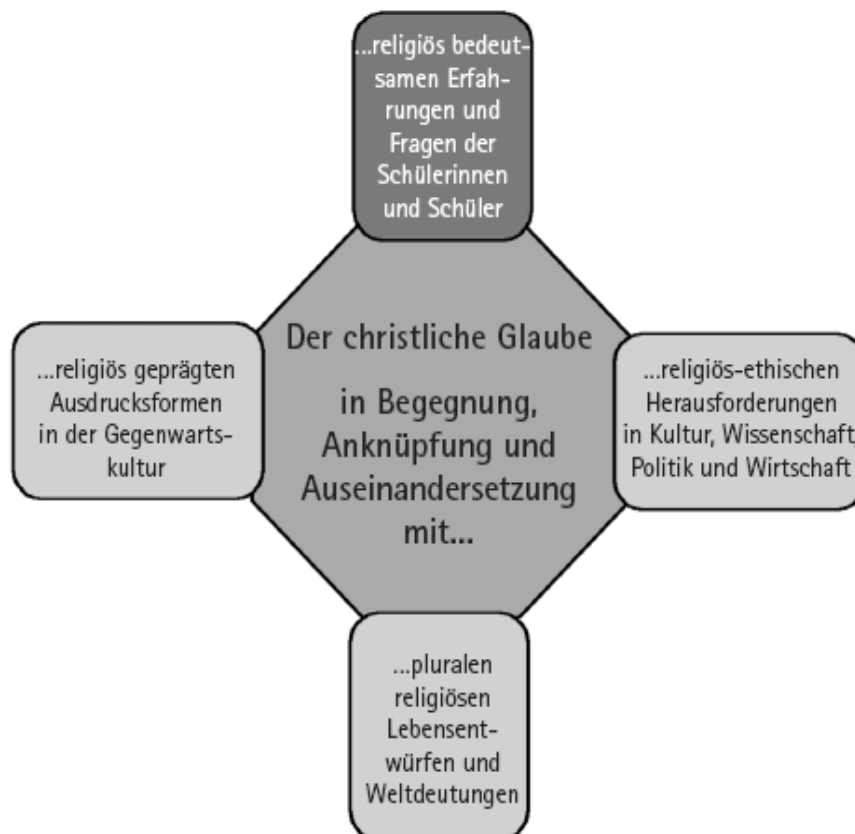 ...religiös bedeut-
samen Erfah-
rungen und
Fragen der
Schülerinnen
und Schüler
Der christliche Glaube
in Begegnung,
Anknüpfung und
Auseinandersetzung
mit...
...religiös geprägten
Ausdrucksformen
in der Gegenwarts-
kultur
...religiös-ethischen
Herausforderungen
in Kultur, Wissenschaft
Politik und Wirtschaft
...pluralen
religiösen
Lebensent-
würfen und
Weltdeutungen